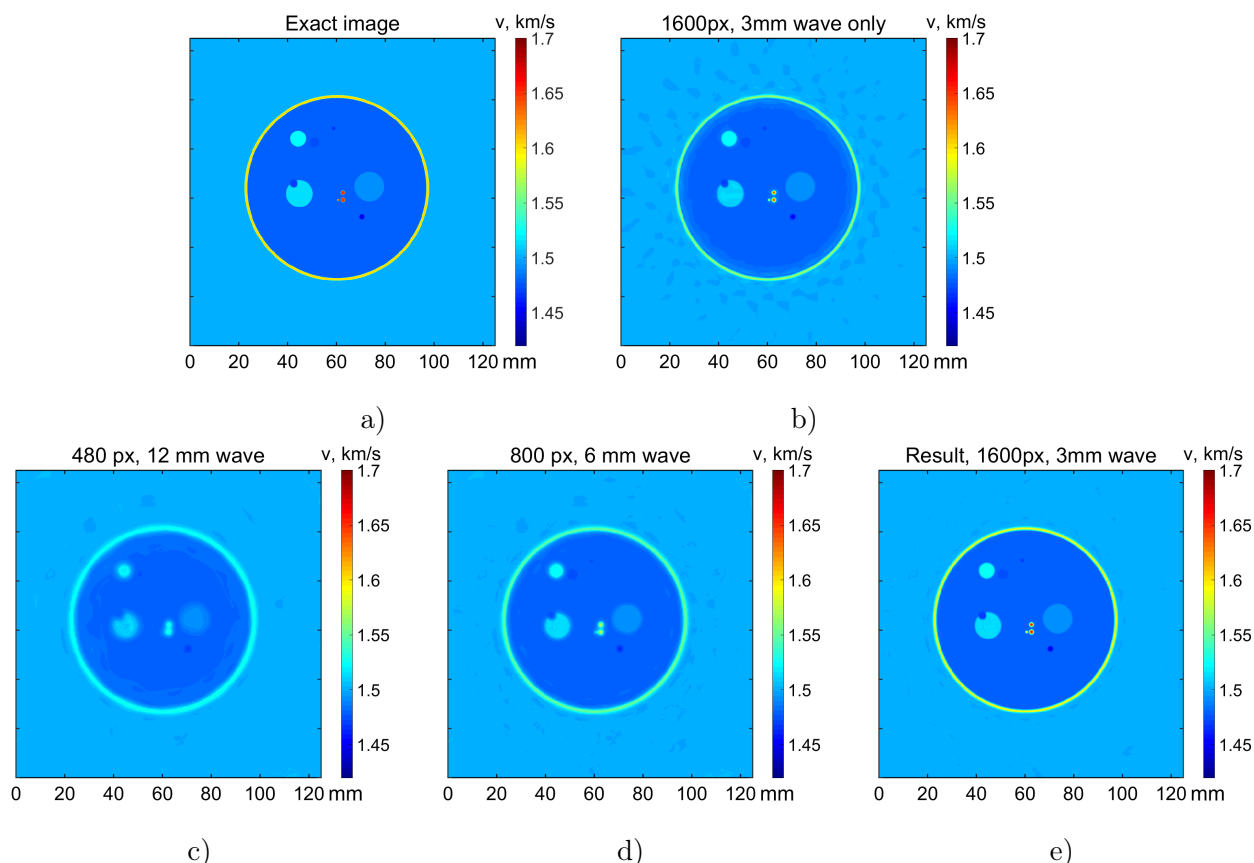 Exact image
v, km/s
1.7
1.65
1.6
1.55
1.5
1.45
0 20 40 60 80 100 120 mm
a)
1600px, 3mm wave only
v, km/s
1.7
1.65
1.6
1.55
1.5
1.45
0 20 40 60 80 100 120 mm
b)
480 px, 12 mm wave
v, km/s
1.7
1.65
1.6
1.55
1.5
1.45
0 20 40 60 80 100 120 mm
c)
800 px, 6 mm wave
v, km/s
1.7
1.65
1.6
1.55
1.5
1.45
0 20 40 60 80 100 120 mm
d)
Result, 1600px, 3mm wave
v, km/s
1.7
1.65
1.6
1.55
1.5
1.45
0 20 40 60 80 100 120 mm
e)